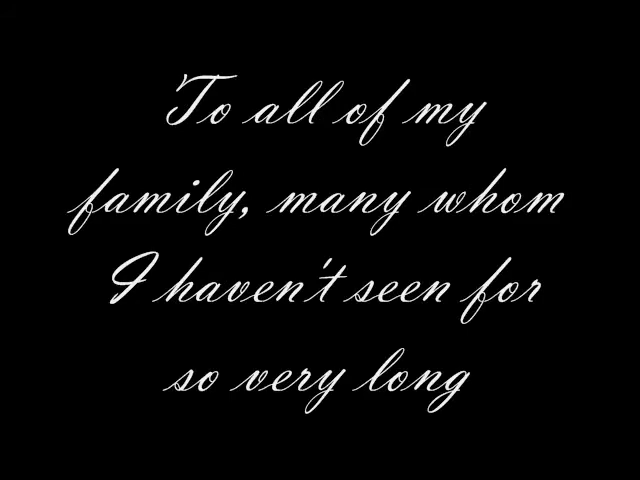 To all of my
family, many whom
I haven't seen for
so very long